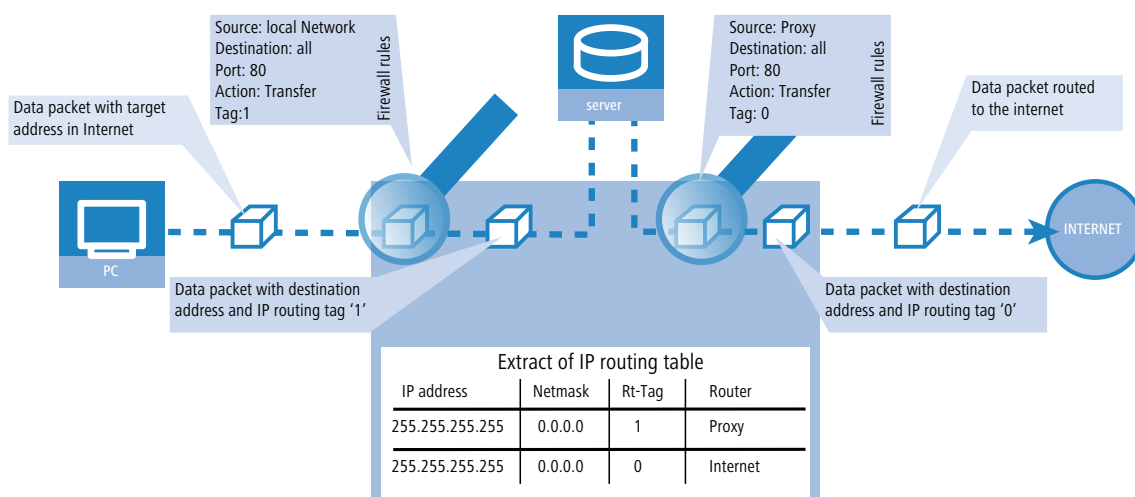 Source: local Network
Destination: all
Port: 80
Action: Transfer
Tag:1
Firewall rules
server
Source: Proxy
Destination: all
Port: 80
Action: Transfer
Tag: 0
Firewall rules
Data packet with target
address in Internet
Data packet routed
to the internet
PC
INTERNET
Data packet with destination
address and IP routing tag ‘1’
Data packet with destination
address and IP routing tag ‘0’
Extract of IP routing table
IP address Netmask Rt-Tag Router
255.255.255.255 0.0.0.0 1 Proxy
255.255.255.255 0.0.0.0 0 Internet